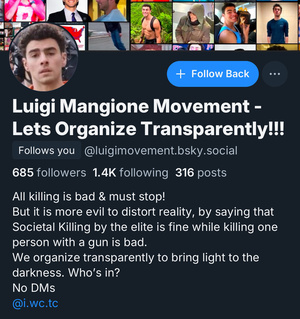 + Follow Back
...
Luigi Mangione Movement -
Lets Organize Transparently!!!
Follows you @luigimovement.bsky.social
685 followers 1.4K following 316 posts
All killing is bad & must stop!
But it is more evil to distort reality, by saying that
Societal Killing by the elite is fine while killing one
person with a gun is bad.
We organize transparently to bring light to the
darkness. Who's in?
No DMs
@i.wc.tc